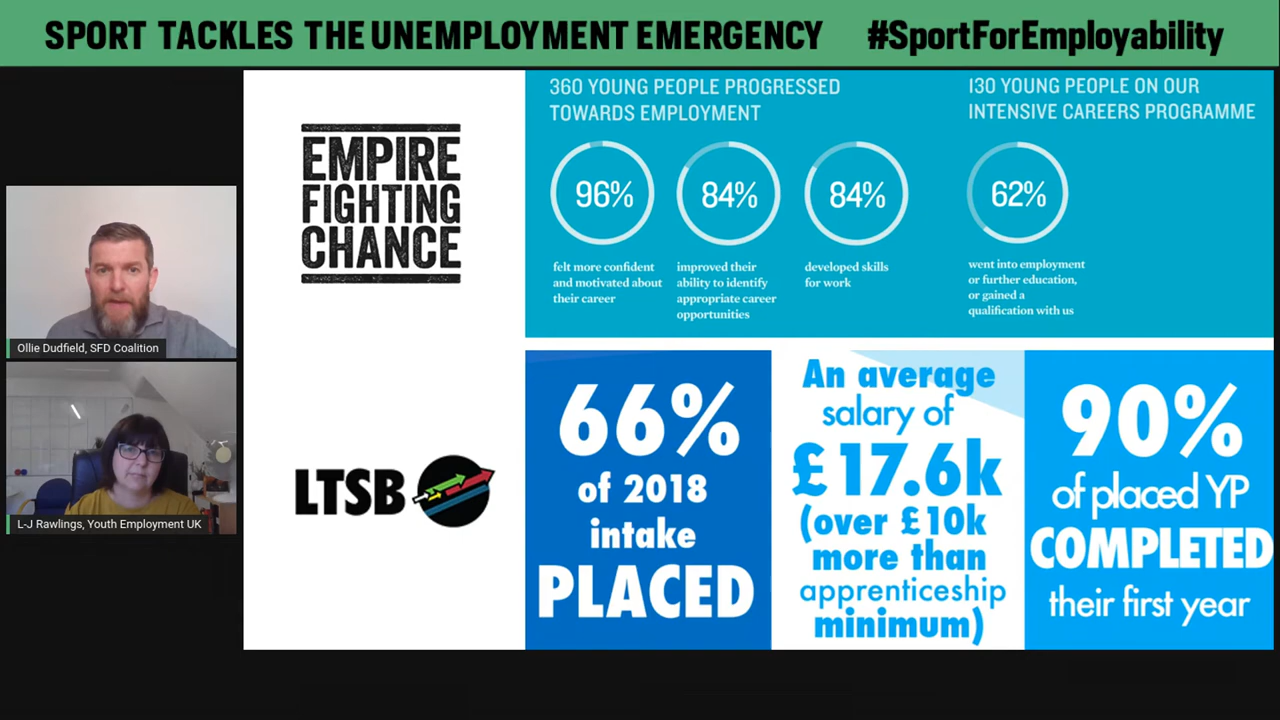 SPORT TACKLES THE UNEMPLOYMENT EMERGENCY #SportForEmployability
Ollie Dudfield, SFD Coalition
L-J Rawlings, Youth Employment UK
EMPIRE
FIGHTING
CHANCE
360 YOUNG PEOPLE PROGRESSED
TOWARDS EMPLOYMENT
96%
felt more confident
and motivated about
their career
84%
improved their
ability to identify
appropriate career
opportunities
84%
developed skills
for work
130 YOUNG PEOPLE ON OUR
INTENSIVE CAREERS PROGRAMME
62%
went into employment
or further education,
or gained a
qualification with us
LTSB
66%
of 2018
intake
PLACED
An average
salary of
£17.6k
(over £10k
more than
apprenticeship
minimum)
90%
of placed YP
COMPLETED
their first year